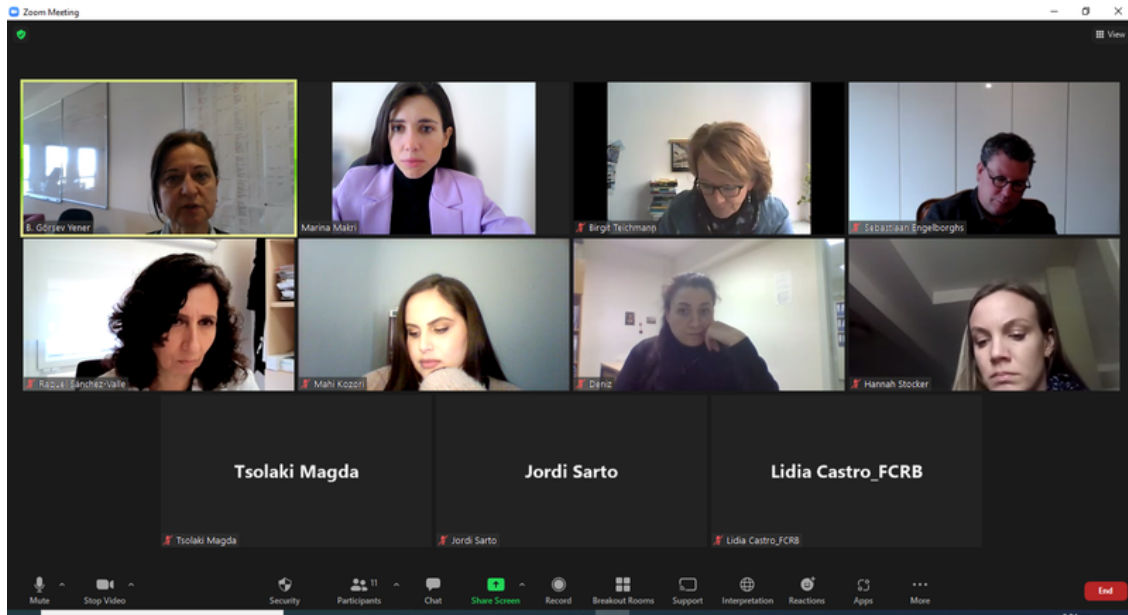 Zoom Meeting
View
B. Görsev Yener
Marina Makri
Birgit Teichmann
Sebastiaan Engelborghs
Raquel Sánchez-Valle
Mahi Kozori
Deniz
Hannah Stocker
Tsolaki Magda
Jordi Sarto
Lidia Castro_FCRB
Tsolaki Magda
Jordi Sarto
Lidia Castro_FCRB
Mute
Stop Video
Security
Participants
11
Chat
Share Screen
Record
Breakout Rooms
Support
Interpretation
Reactions
Apps
More
End